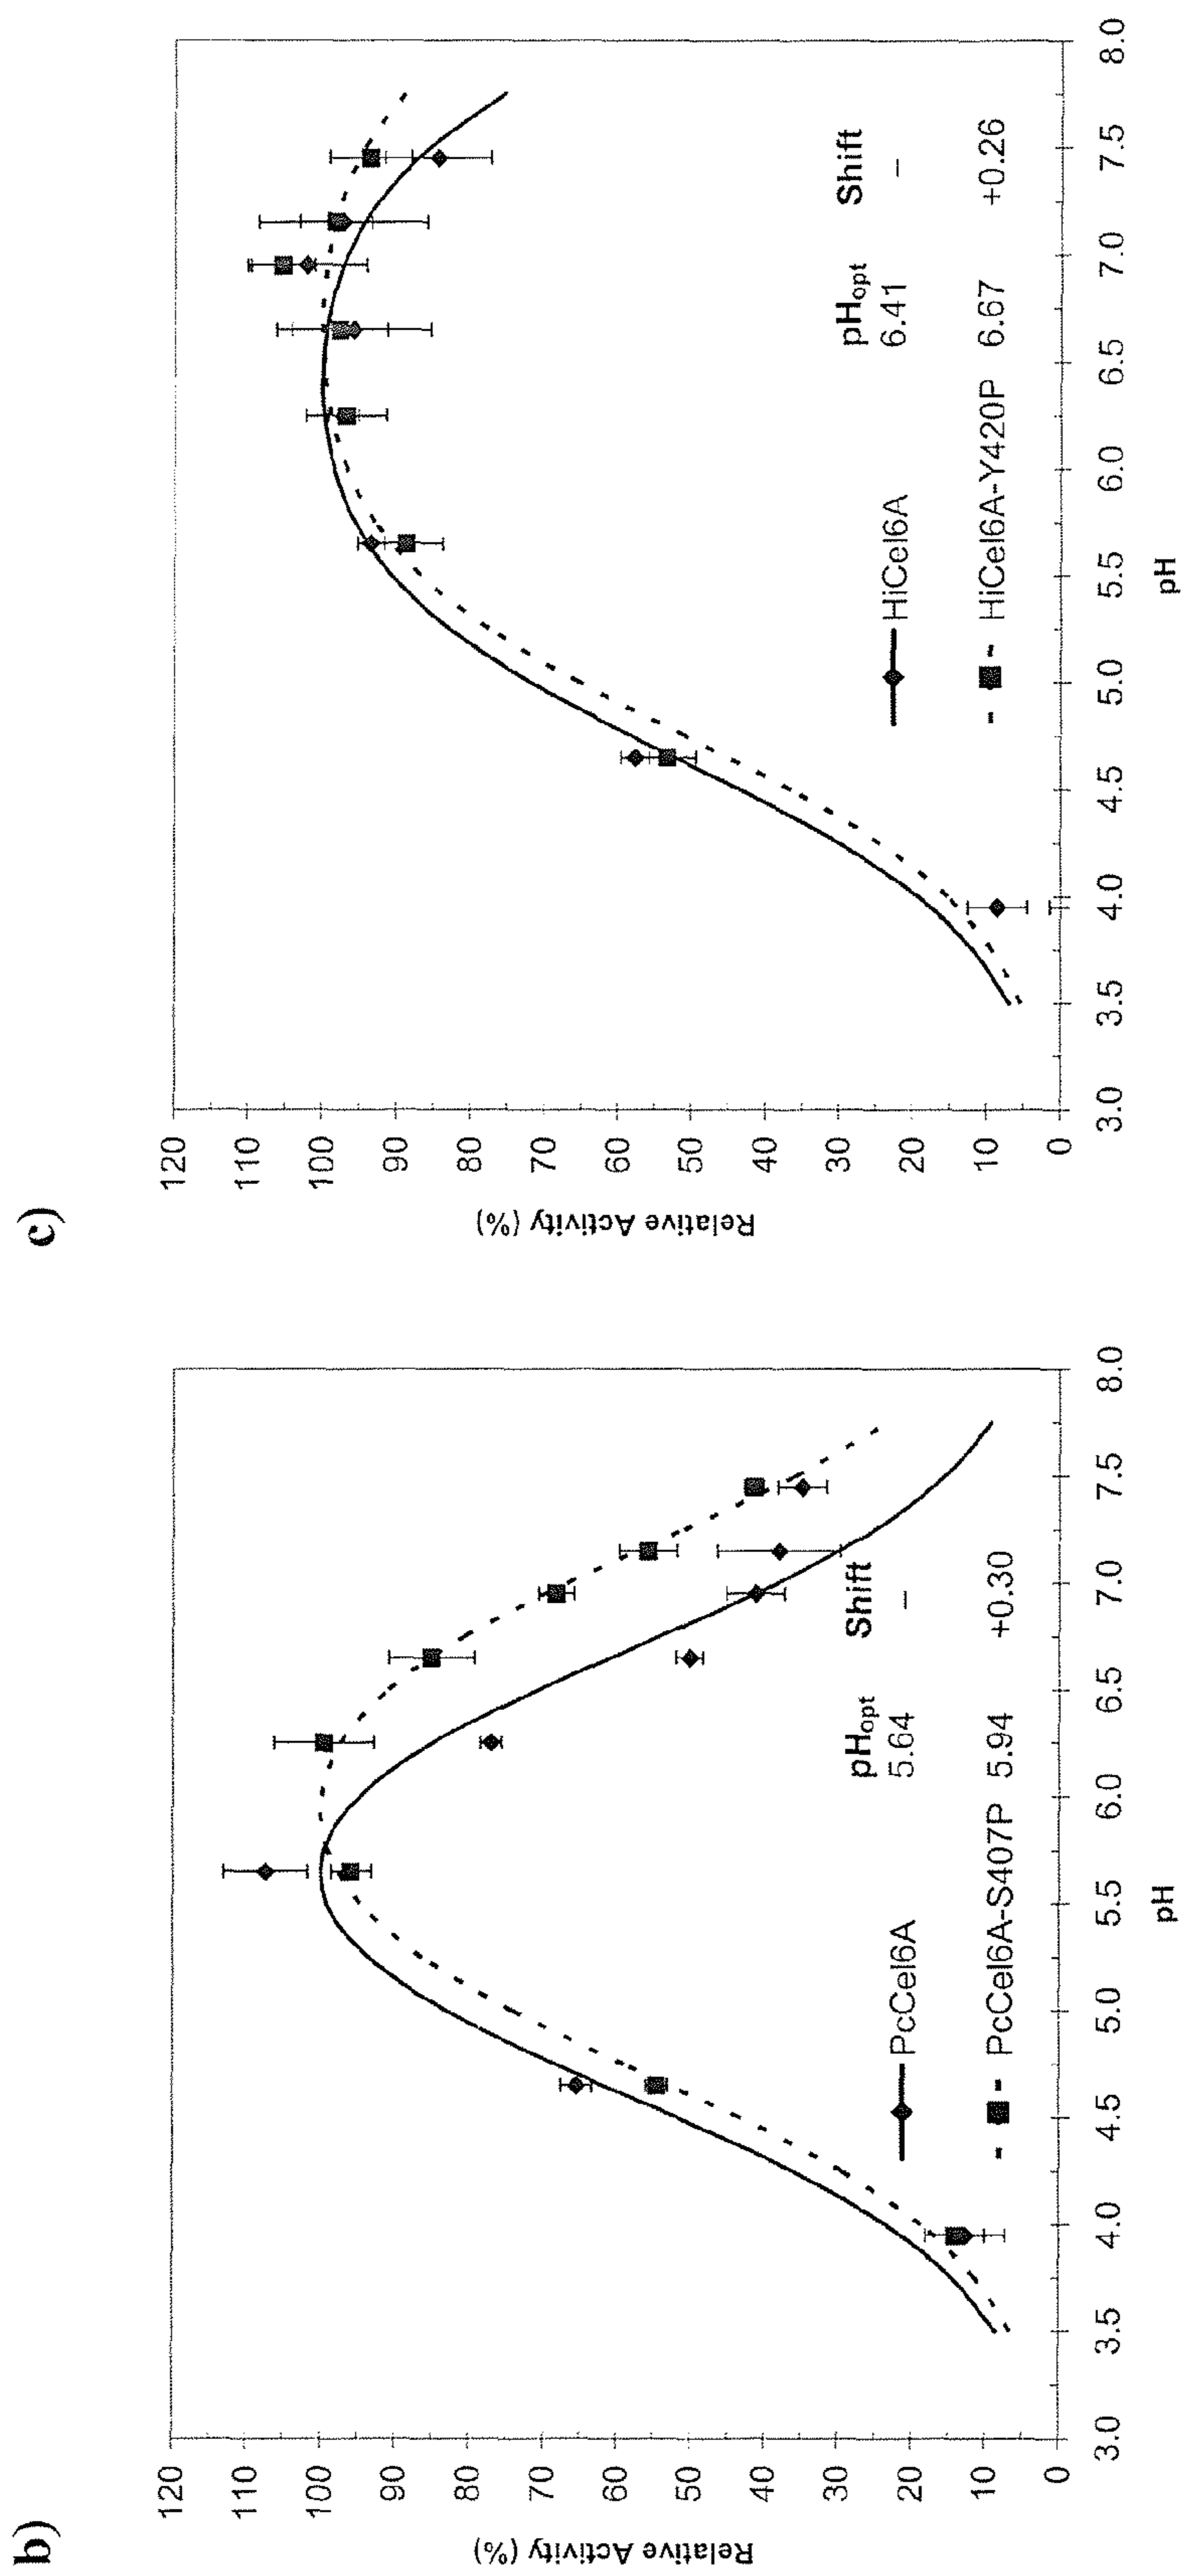 b)
120
110
100
90
80
70
60
50
40
30
20
10
0
Relative Activity (%)
3.0 3.5 4.0 4.5 5.0 5.5 6.0 6.5 7.0 7.5 8.0
pH
pHopt Shift
PcCel6A 5.64 –
PcCel6A-S407P 5.94 +0.30
c)
120
110
100
90
80
70
60
50
40
30
20
10
0
Relative Activity (%)
3.0 3.5 4.0 4.5 5.0 5.5 6.0 6.5 7.0 7.5 8.0
pH
pHopt Shift
HiCel6A 6.41 –
HiCel6A-Y420P 6.67 +0.26